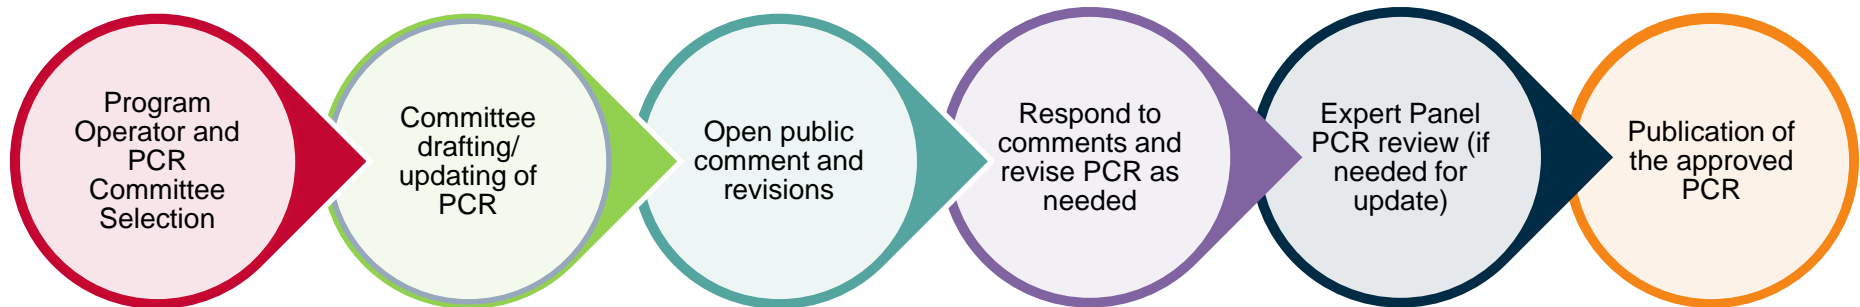 Program
Operator and
PCR
Committee
Selection
Committee
drafting/
updating of
PCR
Open public
comment and
revisions
Respond to
comments and
revise PCR as
needed
Expert Panel
PCR review (if
needed for
update)
Publication of
the approved
PCR